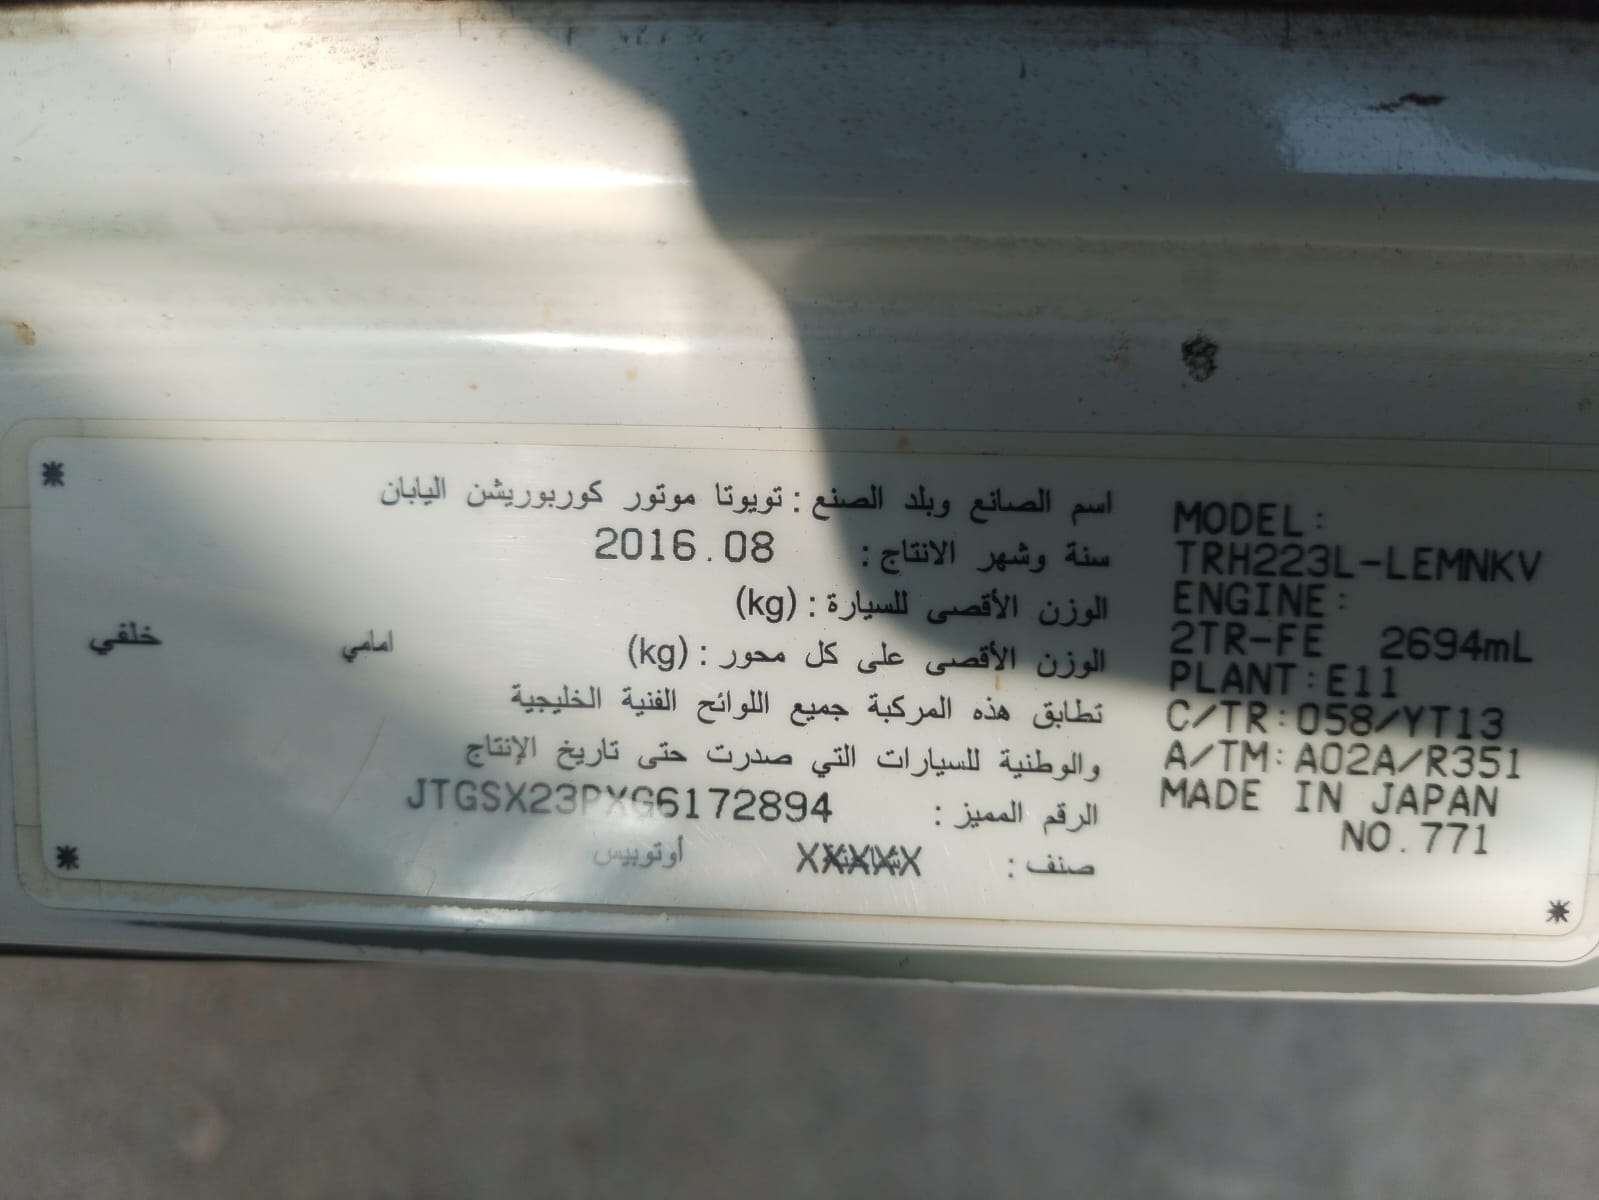 اسم الصانع وبلد الصنع : تويوتا موتور كوربوريشن اليابان
سنة وشهر الانتاج : 2016.08
الوزن الأقصى للسيارة : (kg)
الوزن الأقصى على كل محور : (kg) امامي خلفي
تطابق هذه المركبة جميع اللوائح الفنية الخليجية
والوطنية للسيارات التي صدرت حتى تاريخ الإنتاج
الرقم المميز : JTGSX23PXG6172894
صنف : XXXXX أوتوبيس
MODEL:
TRH223L-LEMNKV
ENGINE:
2TR-FE 2694mL
PLANT:E11
C/TR:058/YT13
A/TM:A02A/R351
MADE IN JAPAN
NO.771